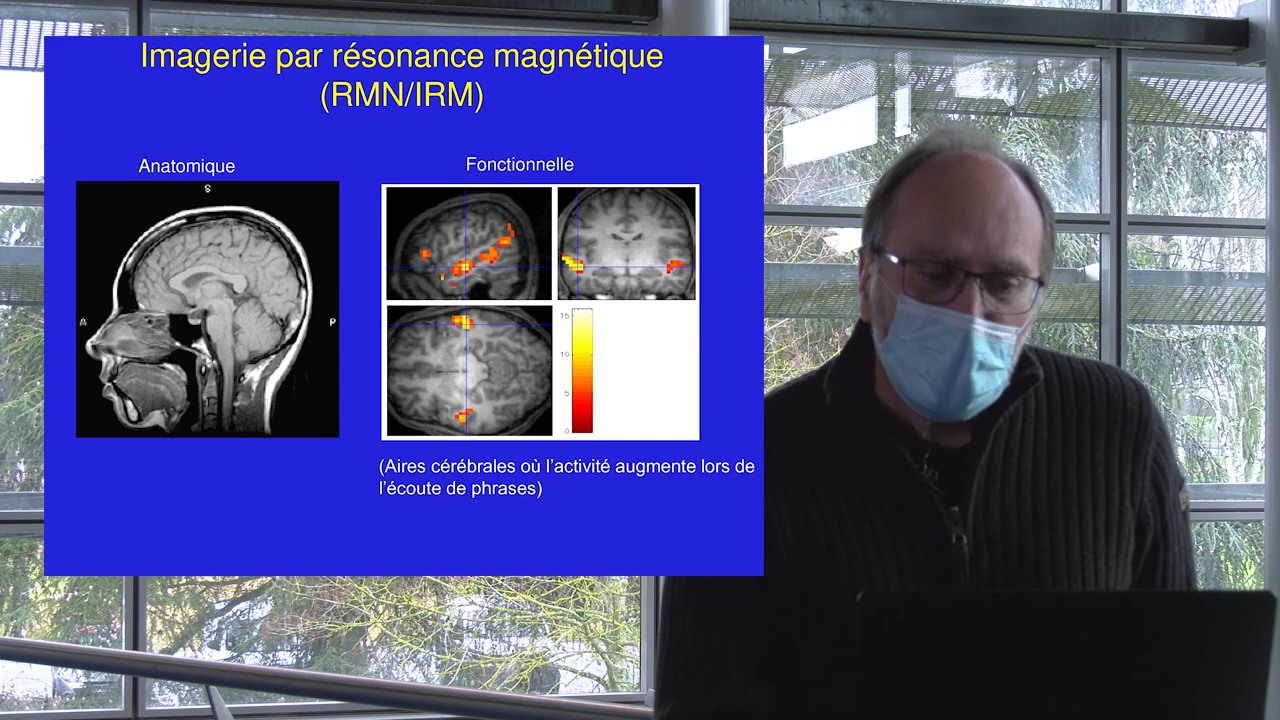 Imagerie par résonance magnétique
(RMN/IRM)
Anatomique
Fonctionnelle
S
A
P
15
10
5
0
(Aires cérébrales où l'activité augmente lors de
l'écoute de phrases)